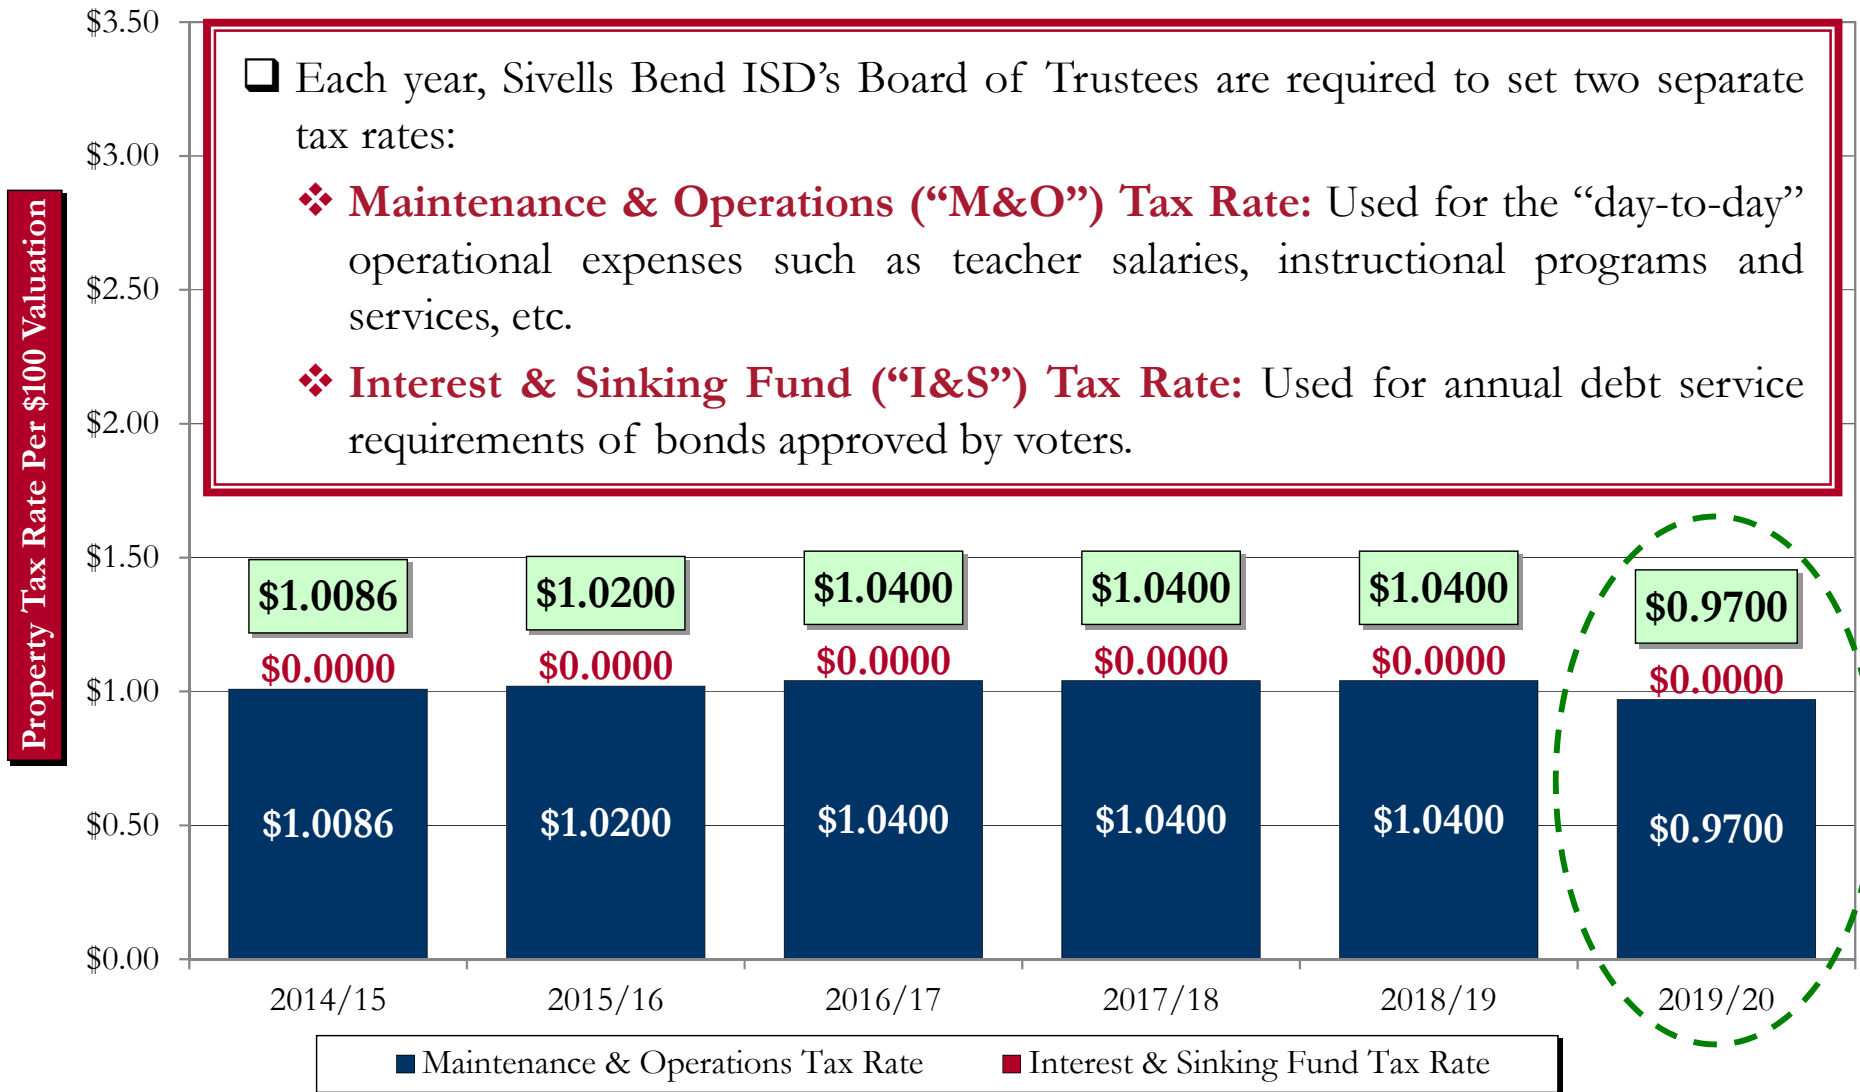 $3.50
$3.00
$2.50
$2.00
$1.50
$1.00
$0.50
$0.00
Property Tax Rate Per $100 Valuation
Each year, Sivells Bend ISD’s Board of Trustees are required to set two separate
tax rates:
Maintenance & Operations (“M&O”) Tax Rate: Used for the “day-to-day”
operational expenses such as teacher salaries, instructional programs and
services, etc.
Interest & Sinking Fund (“I&S”) Tax Rate: Used for annual debt service
requirements of bonds approved by voters.
$1.0086 $1.0200 $1.0400 $1.0400 $1.0400 $0.9700
$0.0000 $0.0000 $0.0000 $0.0000 $0.0000 $0.0000
$1.0086 $1.0200 $1.0400 $1.0400 $1.0400 $0.9700
2014/15 2015/16 2016/17 2017/18 2018/19 2019/20
Maintenance & Operations Tax Rate Interest & Sinking Fund Tax Rate